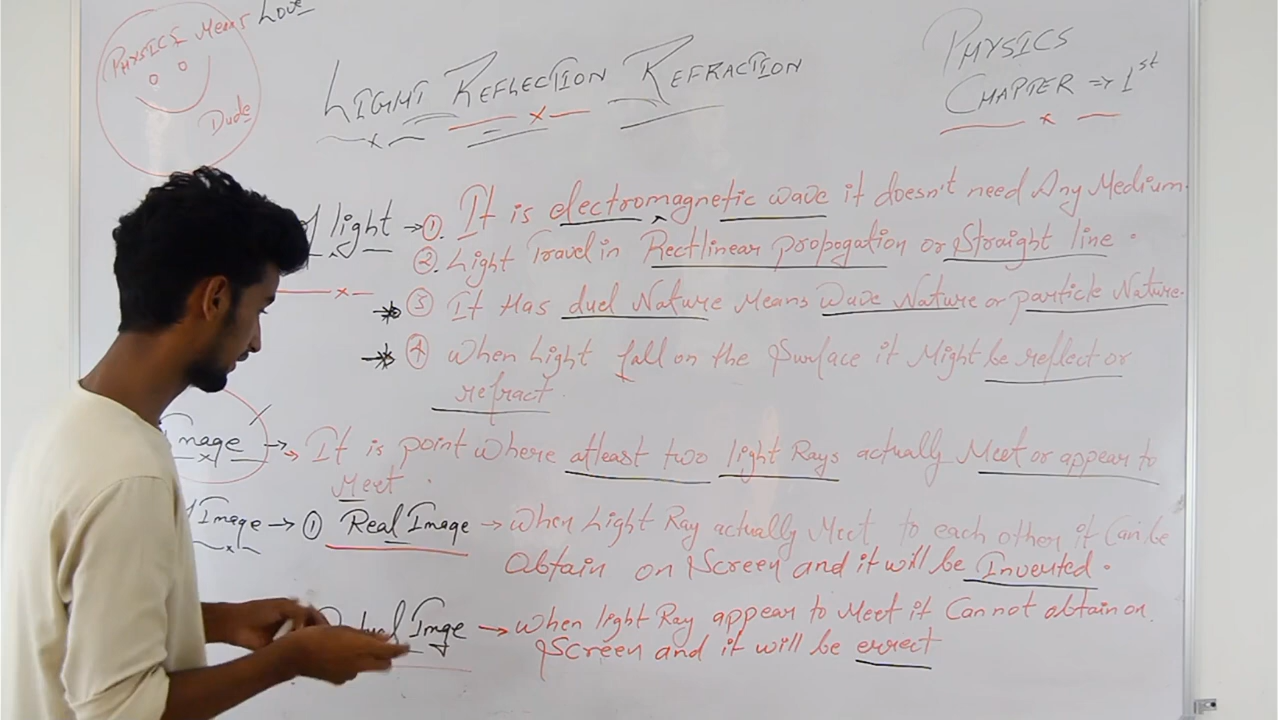 PHYSICS Means Love
Dude
LIGHT REFLECTION REFRACTION
PHYSICS
CHAPTER => 1st
of light → ①. It is electromagnetic wave it doesn't need Any Medium.
②. Light Travel in Rectlinear propogation or Straight line.
③ It Has duel Nature Means Wave Nature or particle Nature.
④ When Light fall on the Surface it Might be reflect or
refract.
Image → It is point where atleast two light Rays actually Meet or appear to
Meet.
Image → ① Real Image → When Light Ray actually Meet to each other it Can be
Obtain on Screen and it will be Inverted.
Imge → When light Ray appear to Meet it Cannot obtain on.
Screen and it will be errect